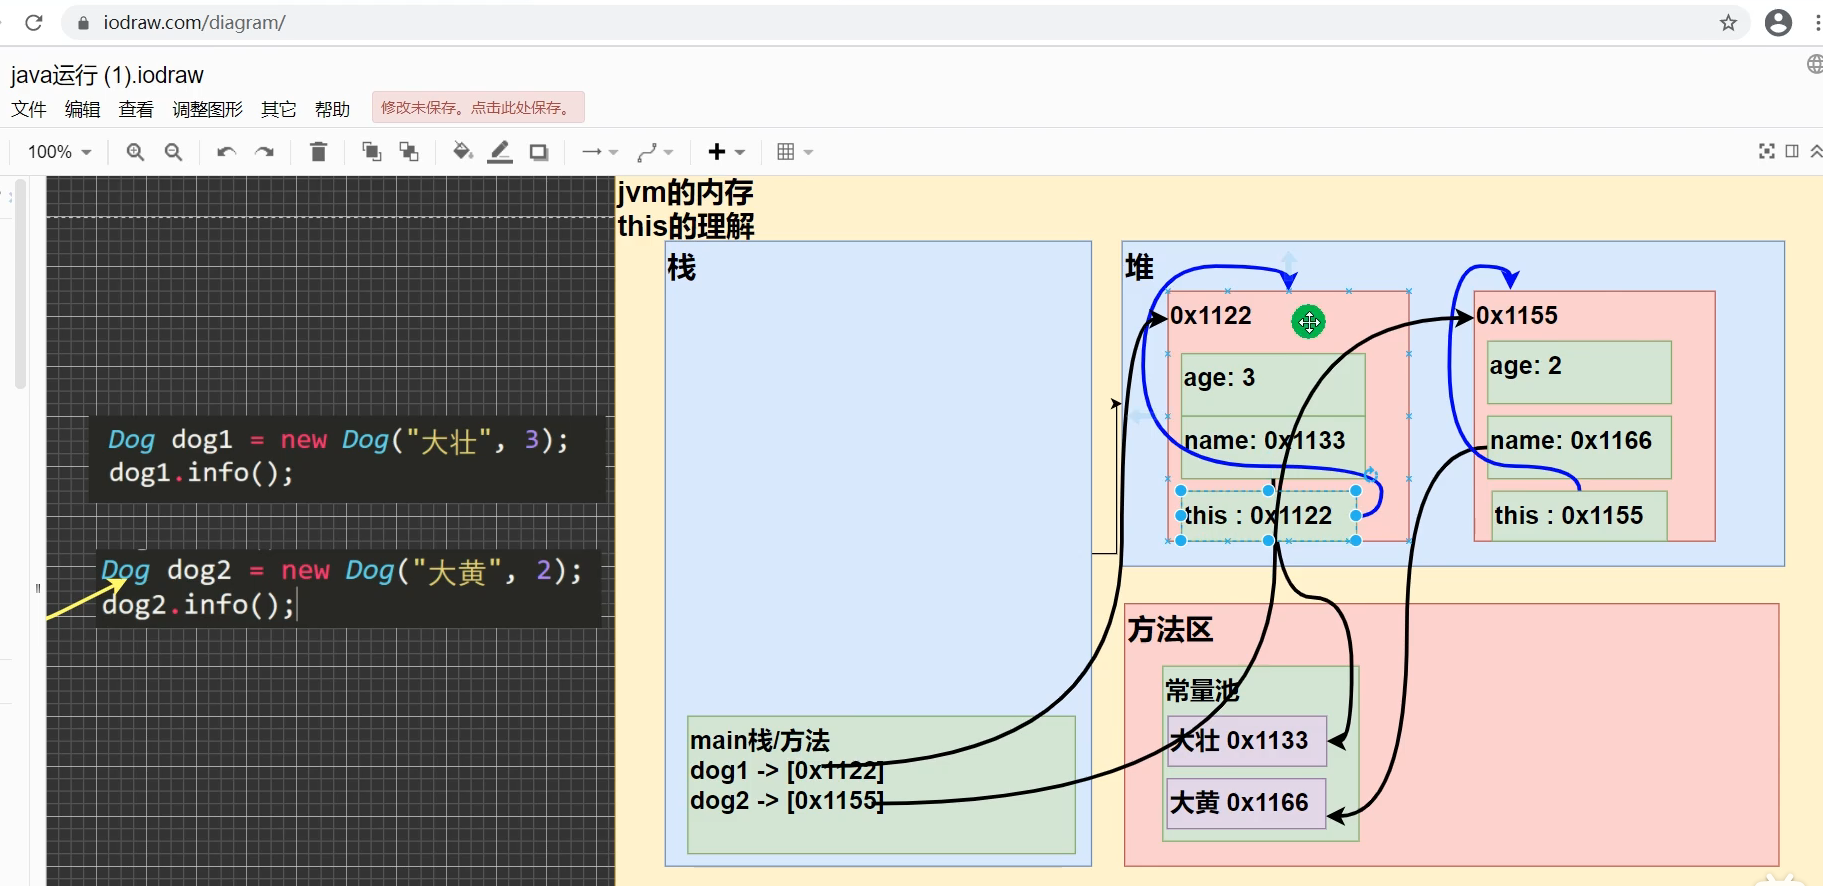 iodraw.com/diagram/
java运行 (1).iodraw
文件 编辑 查看 调整图形 其它 帮助 修改未保存。点击此处保存。
100%
jvm的内存
this的理解
栈
堆
0x1122
0x1155
age: 3
age: 2
name: 0x1133
name: 0x1166
this : 0x1122
this : 0x1155
Dog dog1 = new Dog("大壮", 3);
dog1.info();
Dog dog2 = new Dog("大黄", 2);
dog2.info();
方法区
常量池
大壮 0x1133
大黄 0x1166
main栈/方法
dog1 -> [0x1122]
dog2 -> [0x1155]